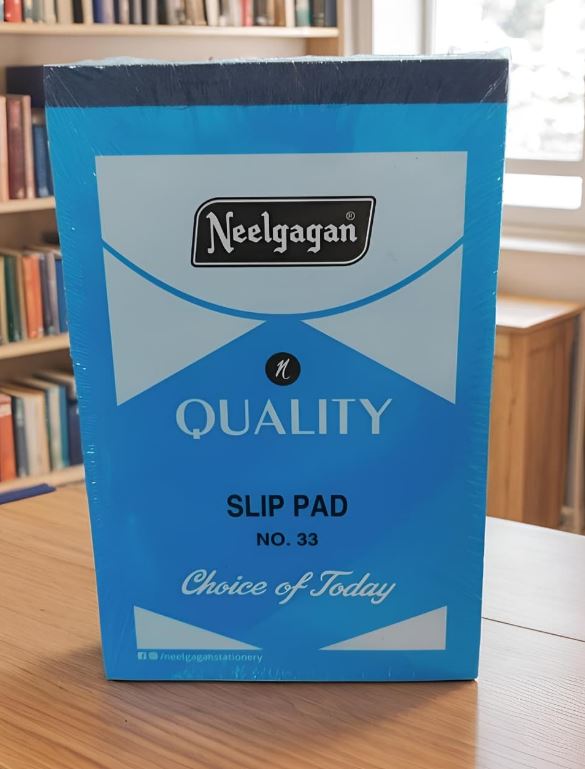 Neelgagan®
n
QUALITY
SLIP PAD
NO. 33
Choice of Today
/neelgaganstationery